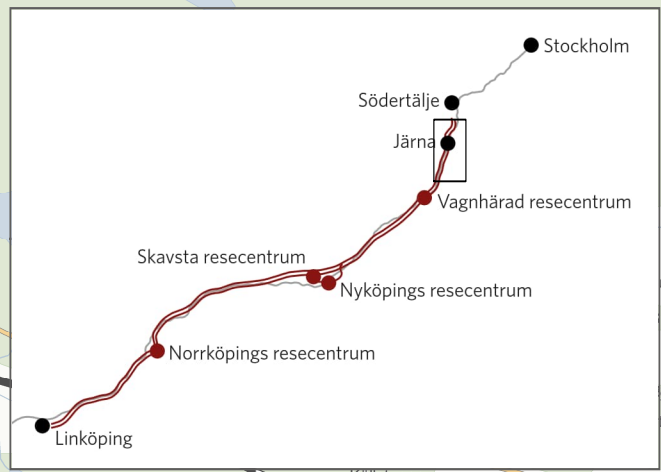 Stockholm
Södertälje
Järna
Vagnhärad resecentrum
Skavsta resecentrum
Nyköpings resecentrum
Norrköpings resecentrum
Linköping